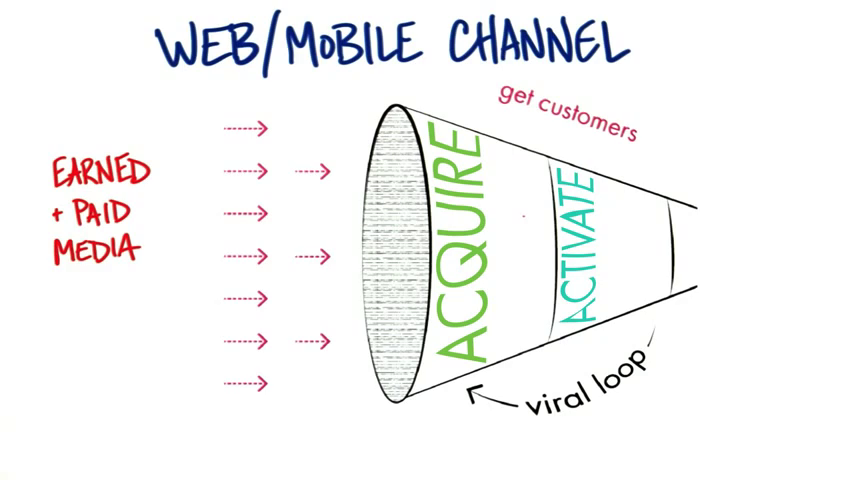 WEB/MOBILE CHANNEL
get customers
EARNED
+ PAID
MEDIA
ACQUIRE
ACTIVATE
viral loop